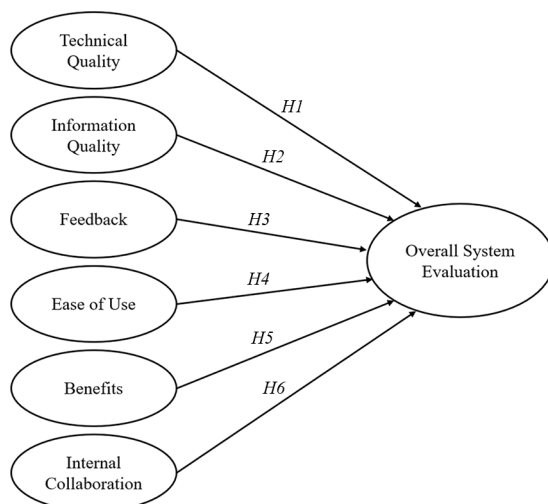 Technical
Quality
H1
Information
Quality
H2
Feedback
H3
Overall System
Evaluation
Ease of Use
H4
Benefits
H5
Internal
Collaboration
H6